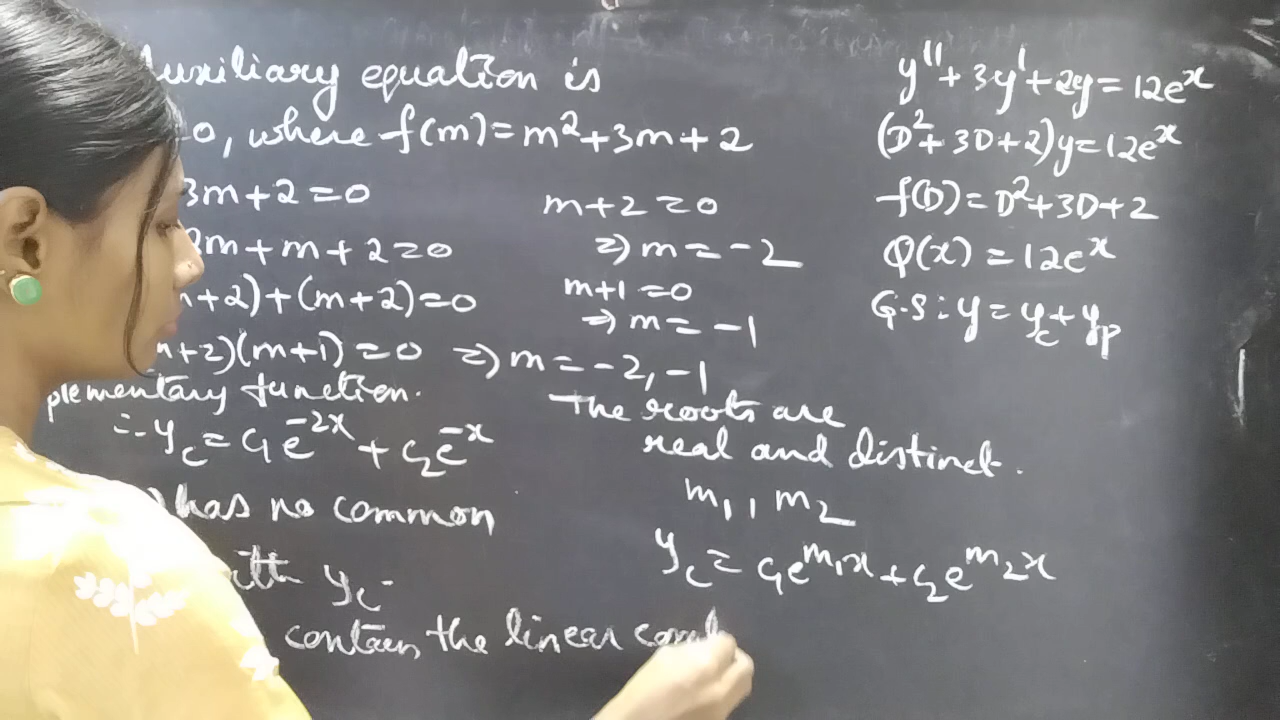 Auxiliary equation is
0, where f(m) = m² + 3m + 2
3m + 2 = 0
2m + m + 2 = 0
+2) + (m+2) = 0
+2)(m+1) = 0 ⇒ m = -2, -1
plementary function.
∴ y_c = c₁e^{-2x} + c₂e^{-x}
has no common
with y_c.
contain the linear comb
m + 2 = 0
⇒ m = -2
m + 1 = 0
⇒ m = -1
The roots are
real and distinct.
m₁, m₂
y_c = c₁e^{m₁x} + c₂e^{m₂x}
y'' + 3y' + 2y = 12e^x
(D² + 3D + 2)y = 12e^x
f(D) = D² + 3D + 2
Q(x) = 12e^x
G.S : y = y_c + y_p